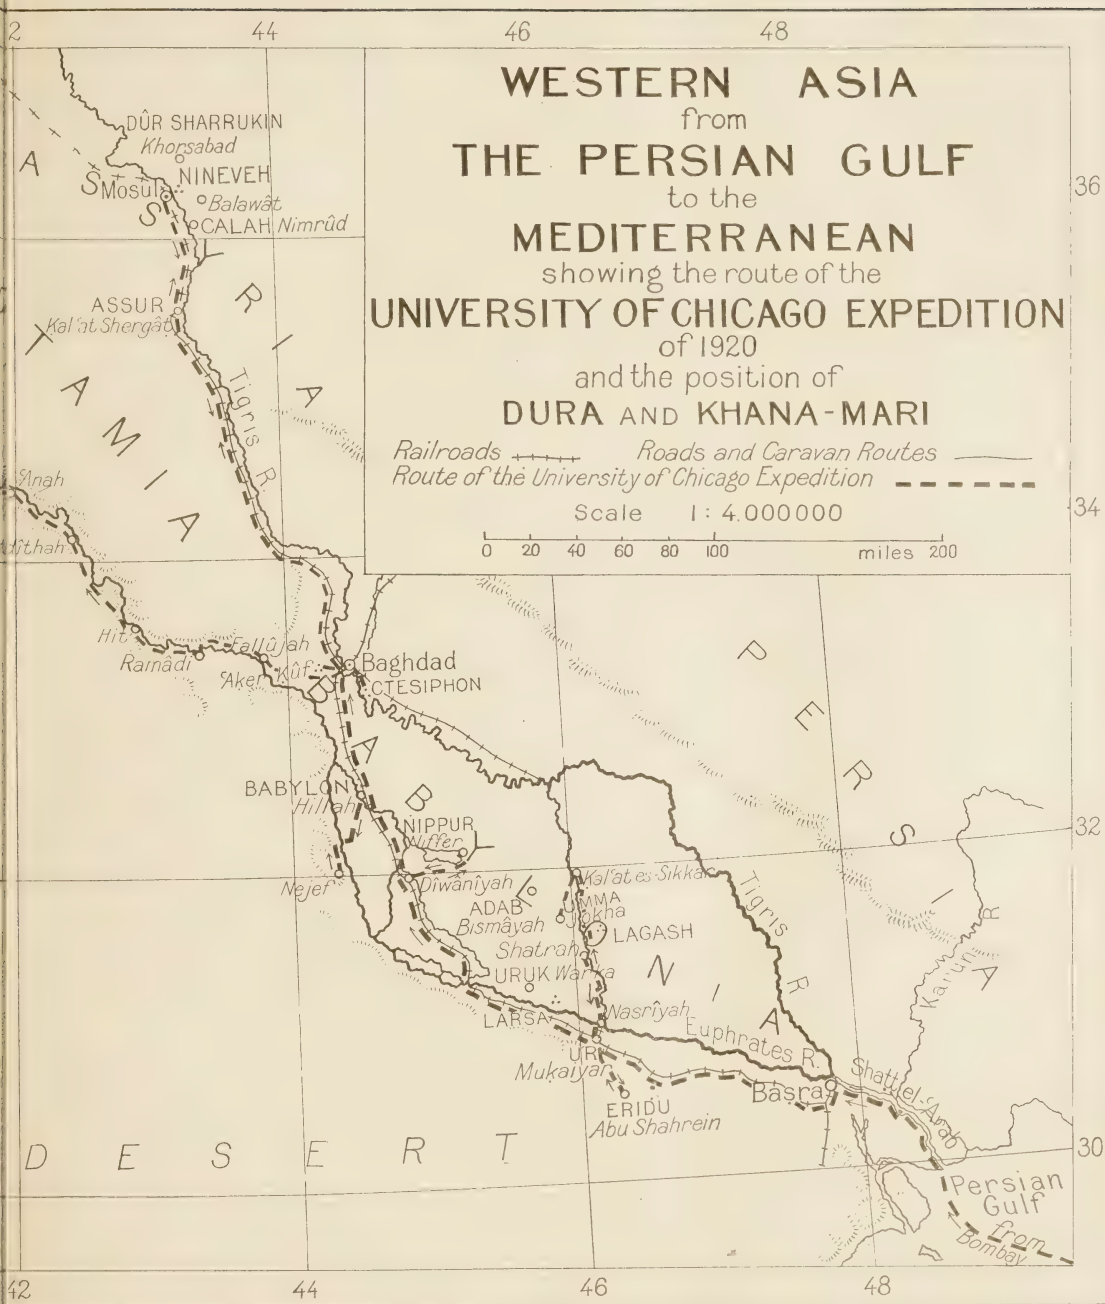 2 44 46 48
WESTERN ASIA
from
THE PERSIAN GULF
to the
MEDITERRANEAN
showing the route of the
UNIVERSITY OF CHICAGO EXPEDITION
of 1920
and the position of
DURA AND KHANA-MARI
Railroads
Roads and Caravan Routes
Route of the University of Chicago Expedition
Scale 1:4.000000
0 20 40 60 80 100 miles 200
36
34
32
30
DÛR SHARRUKIN
Khorsabad
NINEVEH
Mosul
Balawât
CALAH Nimrûd
A S S
Y
R I A
ASSUR
Kal'at Shergât
T A M I A
Tigris R.
'Anah
dîthah
Hit
Ramâdi
Fallûjah
'Aker Kûf
Baghdad
CTESIPHON
B A B Y L O N I A
BABYLON
Hillah
NIPPUR
Niffer
Nejef
Dîwânîyah
Kal'at es-Sikkar
ADAB
Bismâyah
UMMA
Jokha
LAGASH
Shatrah
URUK Warka
LARSA
Nasrîyah
UR
Mukaiyar
ERIDU
Abu Shahrein
Euphrates R.
Tigris R
Basra
Shatt el-'Arab
Karun R
P E R S I A
D E S E R T
Persian
Gulf
from
Bombay
42 44 46 48